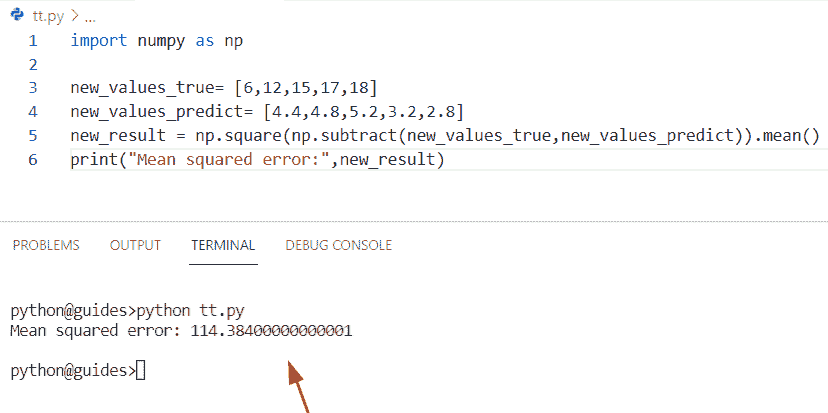 tt.py > ...
1 import numpy as np
2
3 new_values_true= [6,12,15,17,18]
4 new_values_predict= [4.4,4.8,5.2,3.2,2.8]
5 new_result = np.square(np.subtract(new_values_true,new_values_predict)).mean()
6 print("Mean squared error:",new_result)
PROBLEMS OUTPUT TERMINAL DEBUG CONSOLE
python@guides>python tt.py
Mean squared error: 114.38400000000001
python@guides>